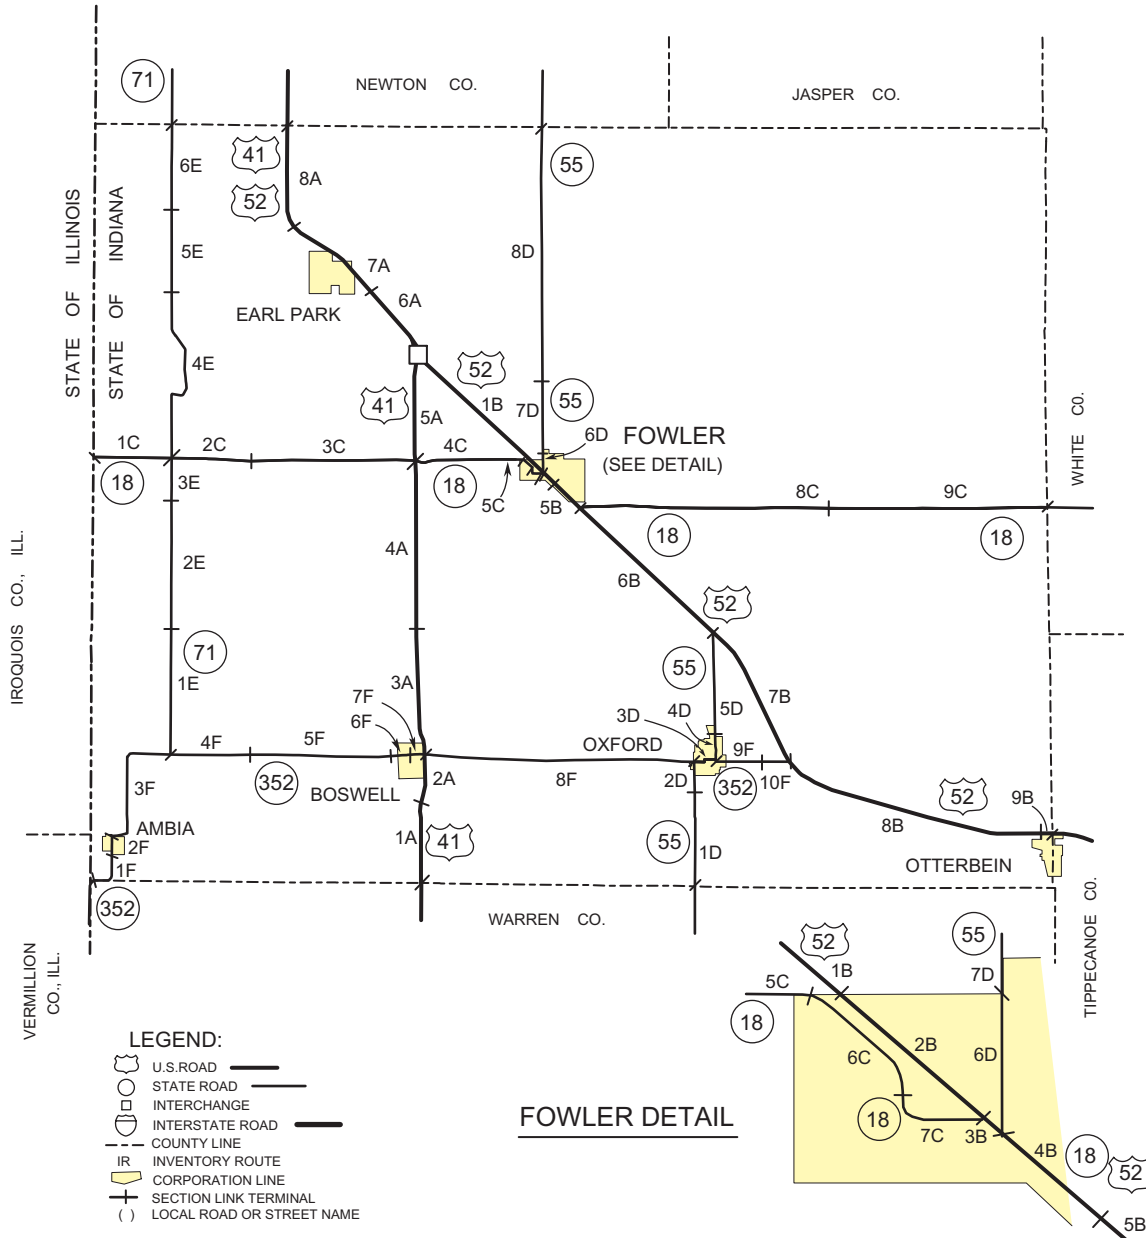 71
NEWTON CO.
JASPER CO.
41
6E
8A
55
52
STATE OF ILLINOIS
STATE OF INDIANA
5E
8D
7A
6A
EARL PARK
4E
52
41
1B
7D
55
5A
6D
FOWLER
(SEE DETAIL)
WHITE C0.
1C
2C
3C
4C
18
3E
18
5C
5B
8C
9C
18
18
IROQUOIS CO., ILL.
2E
4A
6B
52
71
55
1E
3A
7B
7F
6F
3D
4D
5D
4F
5F
OXFORD
9F
352
BOSWELL
2A
8F
2D
352
10F
3F
52
9B
AMBIA
2F
1A
41
55
1D
8B
1F
OTTERBEIN
352
WARREN CO.
TIPPECANOE C0.
VERMILLION
CO., ILL.
52
55
1B
5C
7D
18
2B
6C
6D
18
7C
3B
4B
18
52
5B
FOWLER DETAIL
LEGEND:
U.S.ROAD
STATE ROAD
INTERCHANGE
INTERSTATE ROAD
COUNTY LINE
IR INVENTORY ROUTE
CORPORATION LINE
SECTION LINK TERMINAL
( ) LOCAL ROAD OR STREET NAME